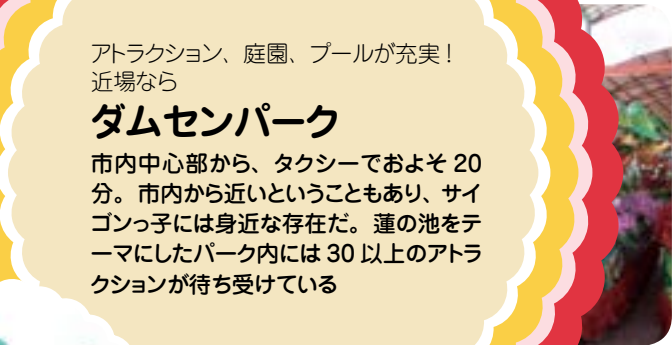 アトラクション、庭園、プールが充実！
近場なら
ダムセンパーク
市内中心部から、タクシーでおよそ 20
分。市内から近いということもあり、サイ
ゴンっ子には身近な存在だ。蓮の池をテ
ーマにしたパーク内には 30 以上のアトラ
クションが待ち受けている